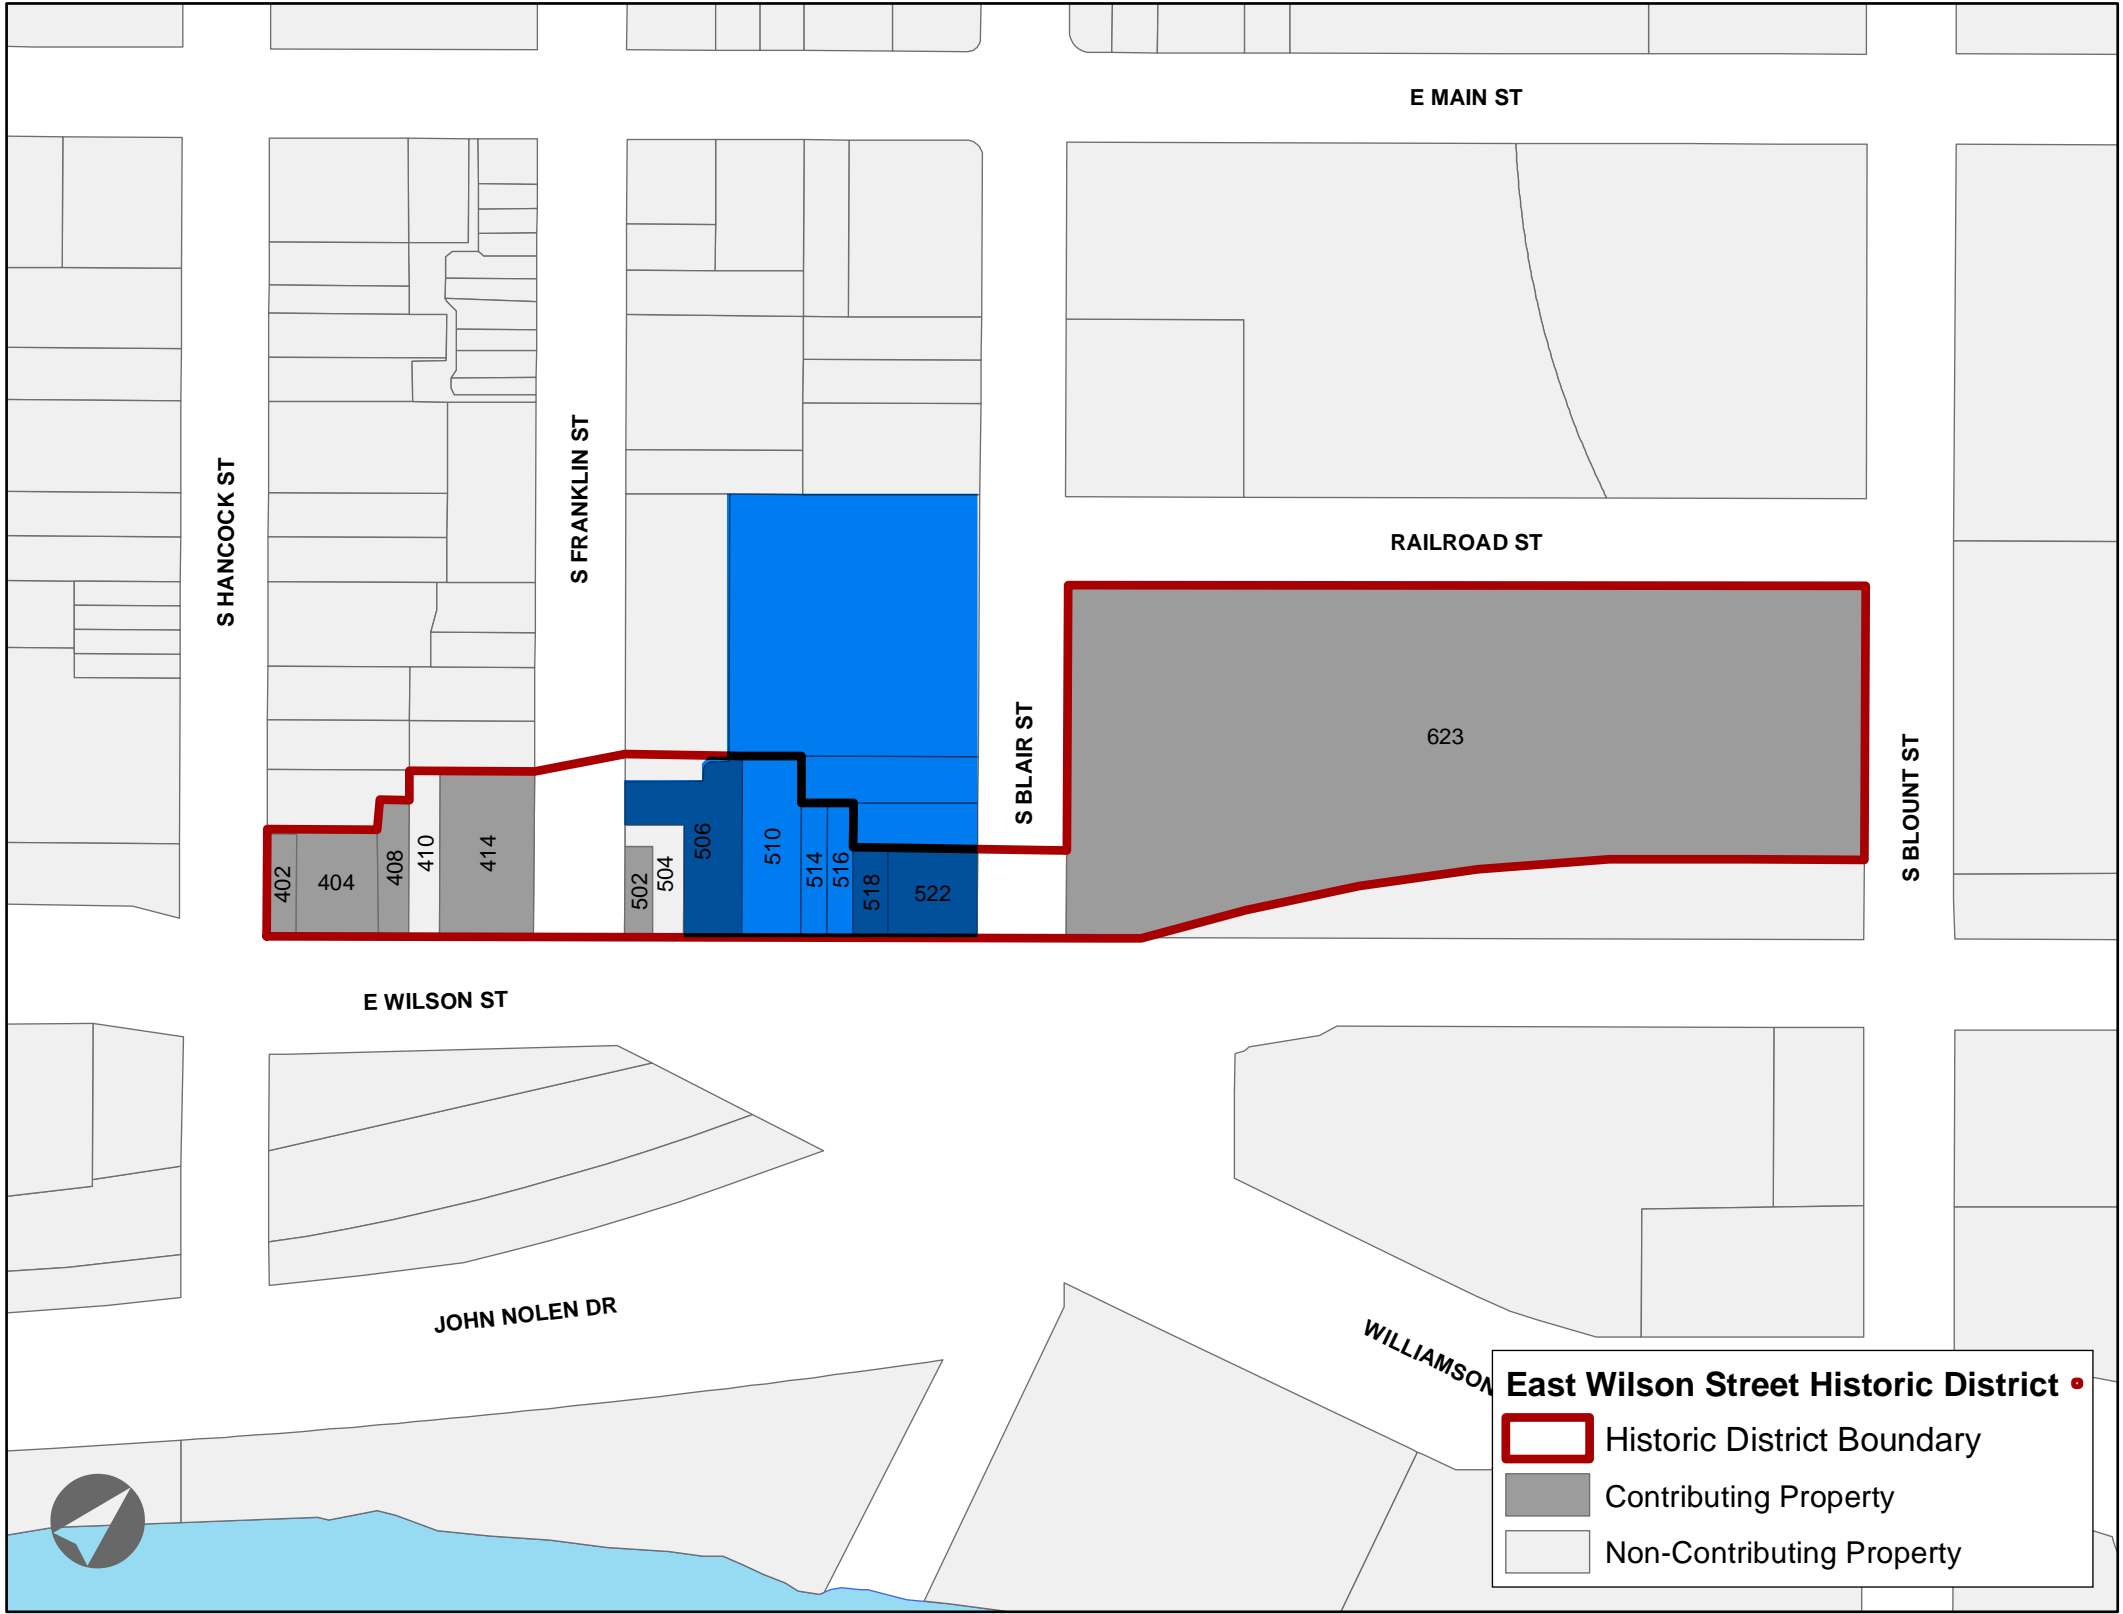 E MAIN ST
S HANCOCK ST
S FRANKLIN ST
RAILROAD ST
S BLAIR ST
623
S BLOUNT ST
402
404
408
410
414
502
504
506
510
514
516
518
522
E WILSON ST
JOHN NOLEN DR
WILLIAMSON
East Wilson Street Historic District
Historic District Boundary
Contributing Property
Non-Contributing Property